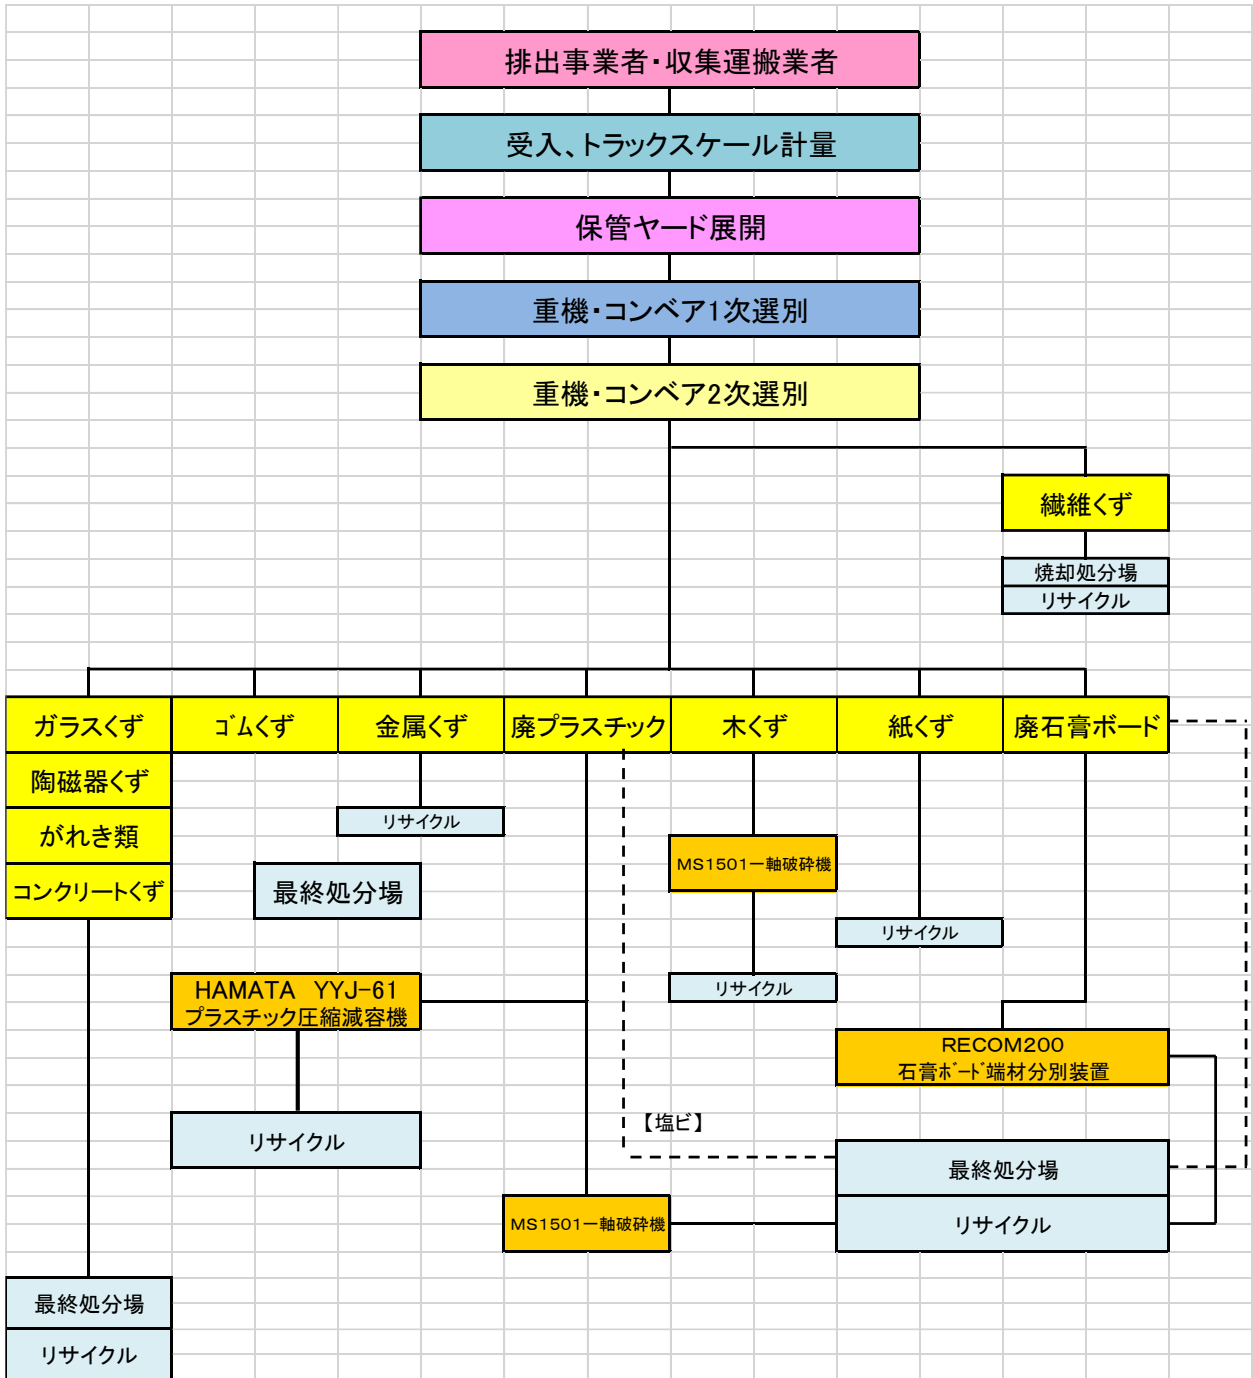 排出事業者・収集運搬業者
受入、トラックスケール計量
保管ヤード展開
重機・コンベア1次選別
重機・コンベア2次選別
繊維くず
焼却処分場
リサイクル
ガラスくず
ｺﾞムくず
金属くず
廃プラスチック
木くず
紙くず
廃石膏ボード
陶磁器くず
がれき類
コンクリートくず
リサイクル
最終処分場
MS1501一軸破砕機
リサイクル
リサイクル
HAMATA YYJ-61
プラスチック圧縮減容機
RECOM200
石膏ﾎﾞｰﾄﾞ端材分別装置
リサイクル
【塩ビ】
最終処分場
MS1501一軸破砕機
リサイクル
最終処分場
リサイクル